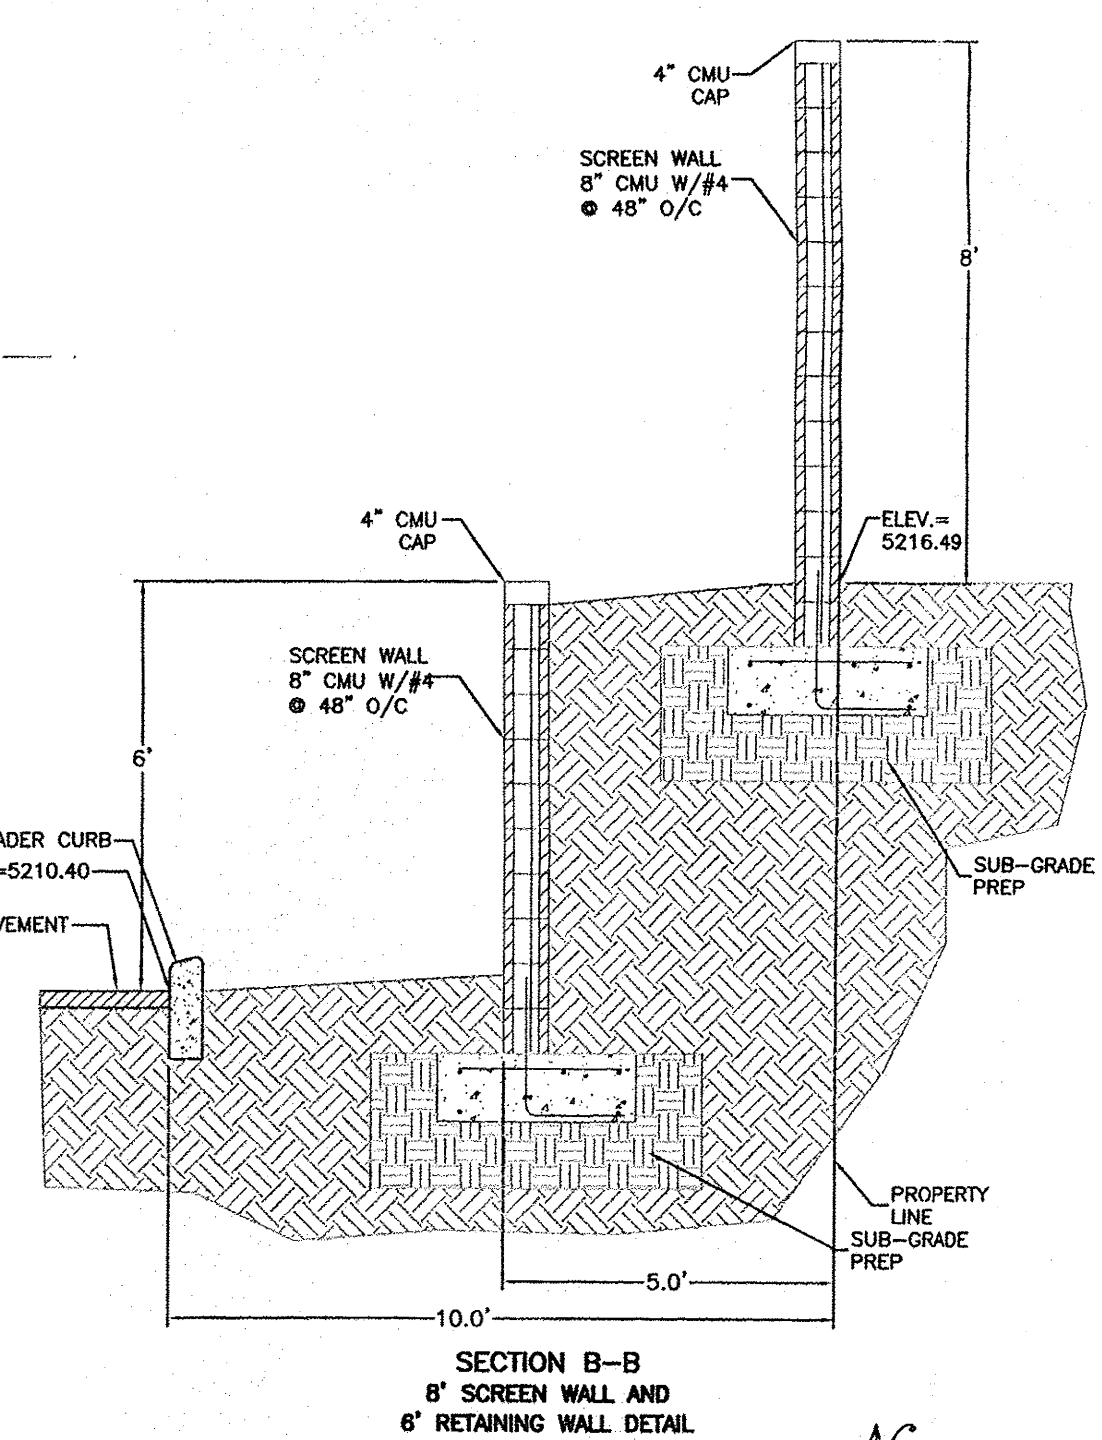 4" CMU
CAP
SCREEN WALL
8" CMU W/#4
@ 48" O/C
8'
4" CMU
CAP
ELEV.=
5216.49
SCREEN WALL
8" CMU W/#4
@ 48" O/C
6'
ADER CURB
=5210.40
VEMENT
SUB-GRADE
PREP
PROPERTY
LINE
SUB-GRADE
PREP
5.0'
10.0'
SECTION B-B
8' SCREEN WALL AND
6' RETAINING WALL DETAIL